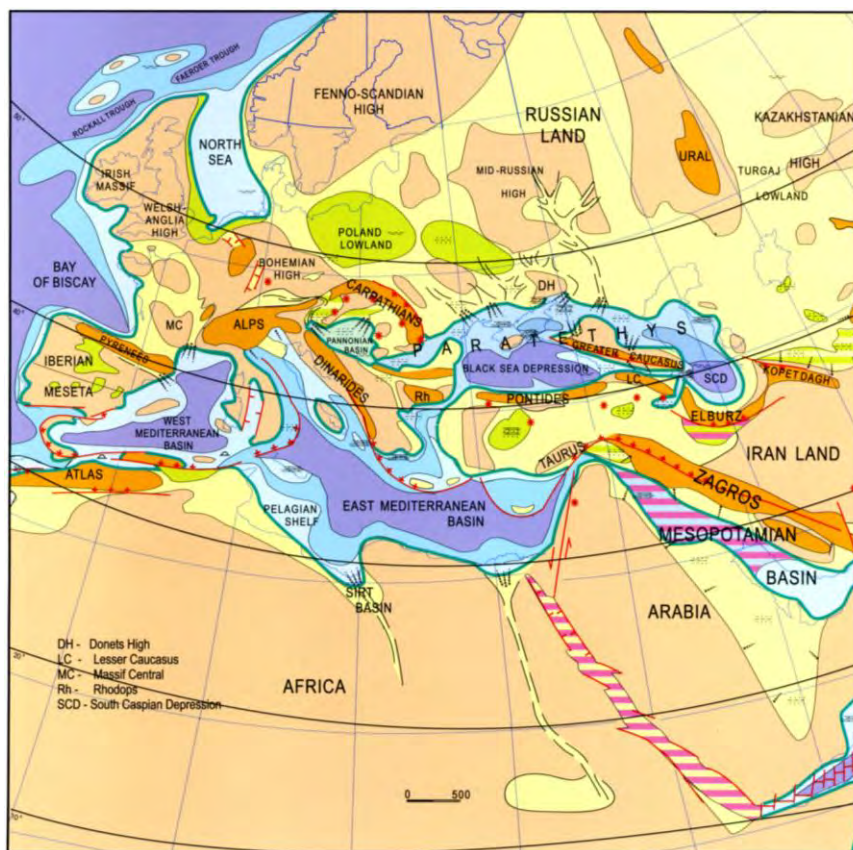 FAEROER TROUGH
ROCKALL TROUGH
FENNO-SCANDIAN
HIGH
RUSSIAN
LAND
KAZAKHSTANIAN
HIGH
NORTH
SEA
URAL
IRISH
MASSIF
MID-RUSSIAN
HIGH
TURGAJ
LOWLAND
WELSH-
ANGLIA
HIGH
POLAND
LOWLAND
BOHEMIAN
HIGH
BAY
OF BISCAY
DH
CARPATHIANS
MC
ALPS
PARATETHYS
PANNONIAN
BASIN
GREATER CAUCASUS
PYRENEES
IBERIAN
MESETA
DINARIDES
BLACK SEA DEPRESSION
LC
SCD
KOPET DAGH
Rh
PONTIDES
ELBURZ
WEST
MEDITERRANEAN
BASIN
TAURUS
IRAN LAND
ATLAS
ZAGROS
PELAGIAN
SHELF
EAST MEDITERRANEAN
BASIN
MESOPOTAMIAN
BASIN
SIRT
BASIN
ARABIA
DH - Donets High
LC - Lesser Caucasus
MC - Massif Central
Rh - Rhodops
SCD - South Caspian Depression
AFRICA
0 500